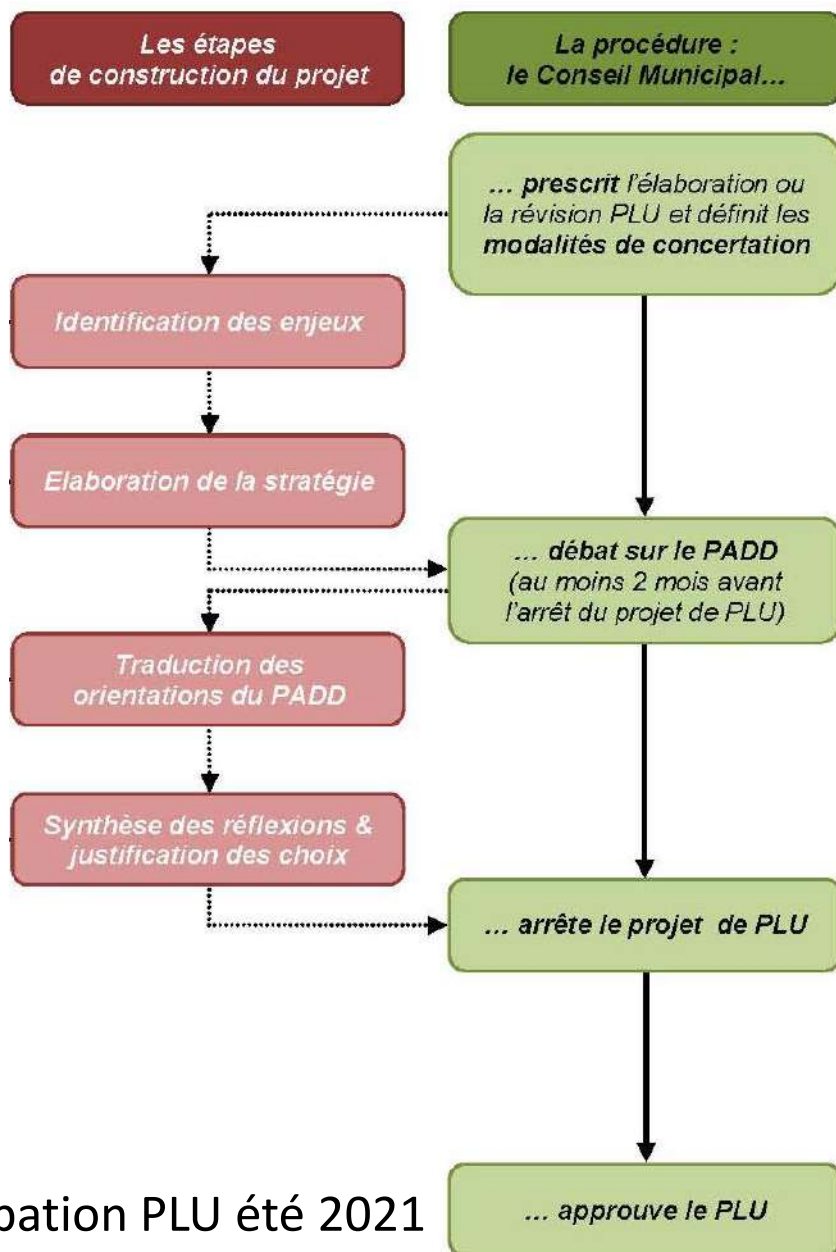 Les étapes
de construction du projet
La procédure :
le Conseil Municipal...
... prescrit l'élaboration ou
la révision PLU et définit les
modalités de concertation
Identification des enjeux
Elaboration de la stratégie
... débat sur le PADD
(au moins 2 mois avant
l'arrêt du projet de PLU)
Traduction des
orientations du PADD
Synthèse des réflexions &
justification des choix
... arrête le projet de PLU
bation PLU été 2021
... approuve le PLU